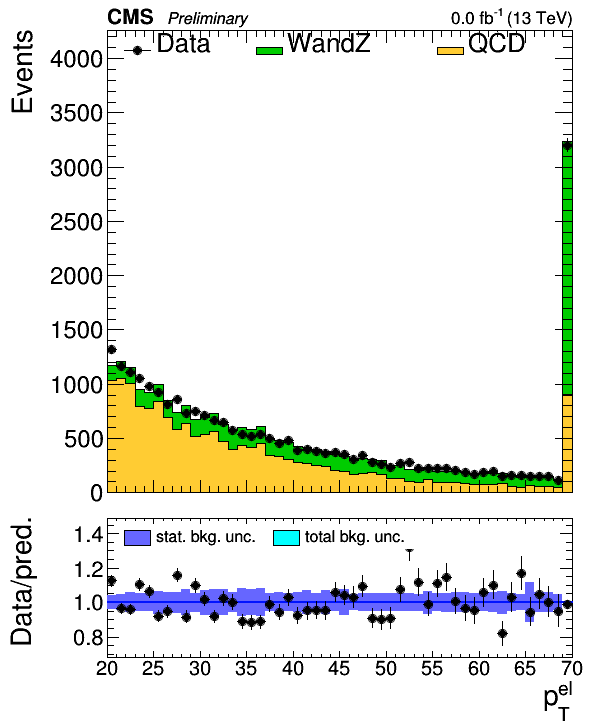 CMS Preliminary 0.0 fb⁻¹ (13 TeV)
Data WandZ QCD
Events
4000
3500
3000
2500
2000
1500
1000
500
0
stat. bkg. unc. total bkg. unc.
Data/pred.
1.4
1.2
1.0
0.8
20 25 30 35 40 45 50 55 60 65 70
p_T^el